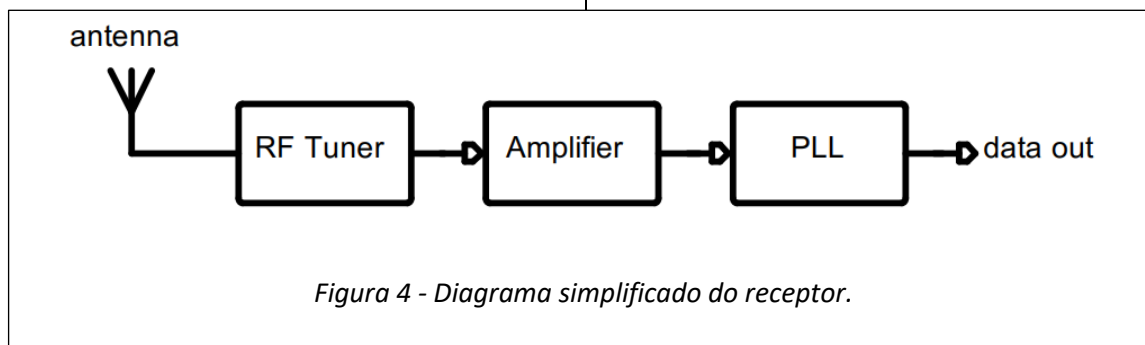 antenna
RF Tuner
Amplifier
PLL
data out
Figura 4 - Diagrama simplificado do receptor.